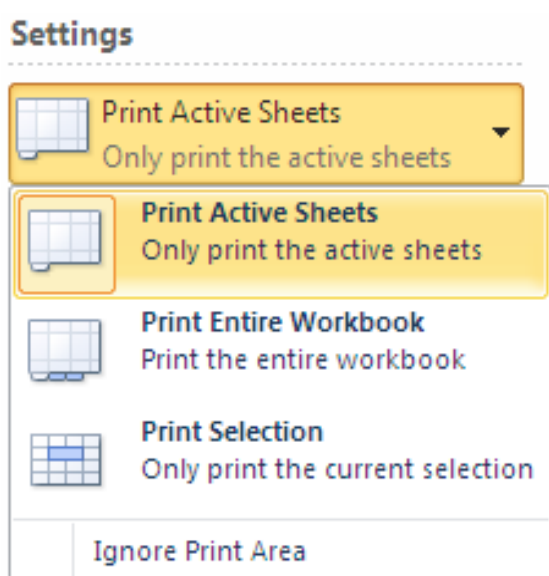 Settings
Print Active Sheets
Only print the active sheets
Print Active Sheets
Only print the active sheets
Print Entire Workbook
Print the entire workbook
Print Selection
Only print the current selection
Ignore Print Area